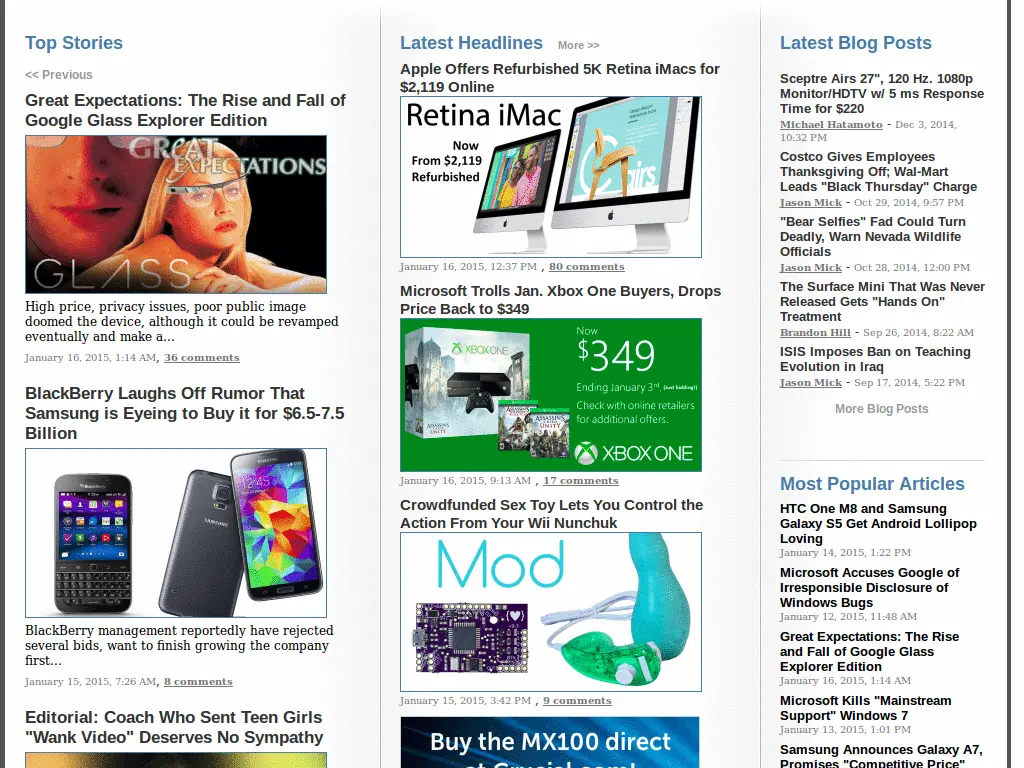 Top Stories
<< Previous
Great Expectations: The Rise and Fall of
Google Glass Explorer Edition
GREAT
EXPECTATIONS
GLASS
High price, privacy issues, poor public image
doomed the device, although it could be revamped
eventually and make a...
January 16, 2015, 1:14 AM, 36 comments
BlackBerry Laughs Off Rumor That
Samsung is Eyeing to Buy it for $6.5-7.5
Billion
SAMSUNG
12:45
SAMSUNG
BlackBerry management reportedly have rejected
several bids, want to finish growing the company
first...
January 15, 2015, 7:26 AM, 8 comments
Editorial: Coach Who Sent Teen Girls
"Wank Video" Deserves No Sympathy
Latest Headlines More >>
Apple Offers Refurbished 5K Retina iMacs for
$2,119 Online
Retina iMac
Now
From $2,119
Refurbished
airs
January 16, 2015, 12:37 PM , 80 comments
Microsoft Trolls Jan. Xbox One Buyers, Drops
Price Back to $349
XBOX ONE
ASSASSIN'S
UNITY
Now
$349
Ending January 3rd, (Just kidding!)
Check with online retailers
for additional offers.
XBOX ONE
January 16, 2015, 9:13 AM , 17 comments
Crowdfunded Sex Toy Lets You Control the
Action From Your Wii Nunchuk
Mod
January 15, 2015, 3:42 PM , 9 comments
Buy the MX100 direct
at Crucial.com!
Latest Blog Posts
Sceptre Airs 27", 120 Hz. 1080p
Monitor/HDTV w/ 5 ms Response
Time for $220
Michael Hatamoto - Dec 3, 2014,
10:32 PM
Costco Gives Employees
Thanksgiving Off; Wal-Mart
Leads "Black Thursday" Charge
Jason Mick - Oct 29, 2014, 9:57 PM
"Bear Selfies" Fad Could Turn
Deadly, Warn Nevada Wildlife
Officials
Jason Mick - Oct 28, 2014, 12:00 PM
The Surface Mini That Was Never
Released Gets "Hands On"
Treatment
Brandon Hill - Sep 26, 2014, 8:22 AM
ISIS Imposes Ban on Teaching
Evolution in Iraq
Jason Mick - Sep 17, 2014, 5:22 PM
More Blog Posts
Most Popular Articles
HTC One M8 and Samsung
Galaxy S5 Get Android Lollipop
Loving
January 14, 2015, 1:22 PM
Microsoft Accuses Google of
Irresponsible Disclosure of
Windows Bugs
January 12, 2015, 11:48 AM
Great Expectations: The Rise
and Fall of Google Glass
Explorer Edition
January 16, 2015, 1:14 AM
Microsoft Kills "Mainstream
Support" Windows 7
January 13, 2015, 1:01 PM
Samsung Announces Galaxy A7,
Promises "Competitive Price"